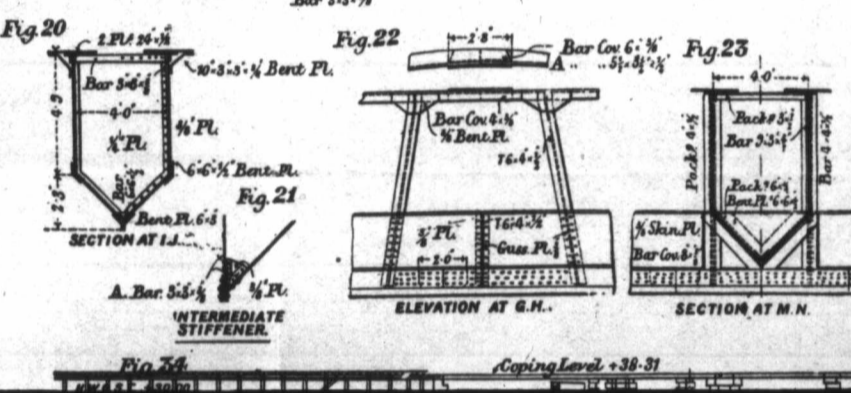 Fig. 20
2 Pl.s 24"·½"
10"·3"·3"·¼" Bent Pl.
Bar 3"·3"·½"
4'·3"
4'·0"
¼" Pl.
⅜" Pl.
6"·6"·½" Bent Pl.
Bar
2'·3"
Bent Pl. 6"·⅜"
SECTION AT I.J.
Fig. 21
A. Bar. 3"·3"·½"
⅜" Pl.
INTERMEDIATE
STIFFENER.
Fig. 22
2'·8"
Bar Cov. 6"·⅝"
A
Bar Cov. 4"·⅝"
⅜" Bent Pl.
T 6"·4"·½"
⅜" Pl.
T 6"·4"·½"
Guss. Pl.
2'·0"
ELEVATION AT G.H.
Fig. 23
4'·0"
Pack.g
Bar 3"·3"·½"
Pack.g 4"·½"
Bar 4"·4"·½"
Pack.g 6"·½"
Bent Pl. 6"·6"·½"
⅜" Skin. Pl.
Bar Cov.
SECTION AT M.N.
Fig. 34
Coping Level + 38·31